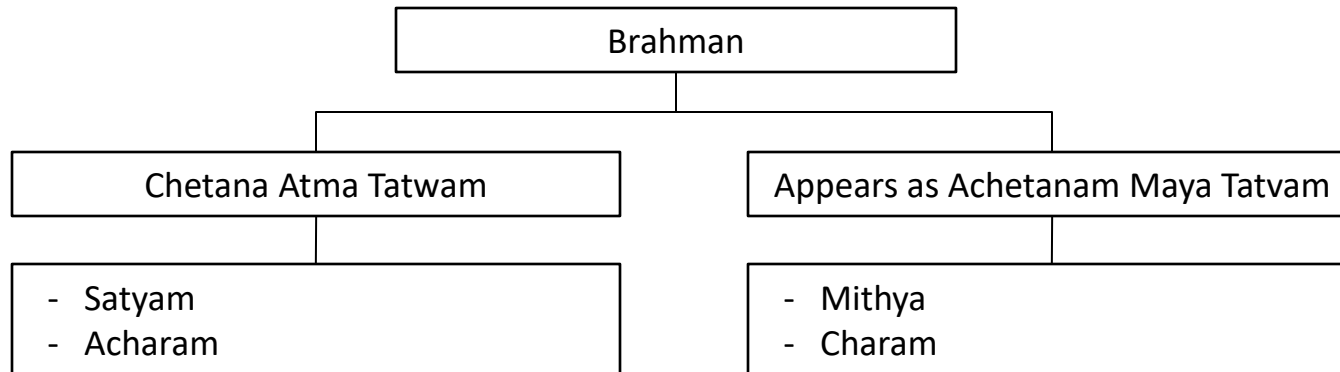 Brahman
Chetana Atma Tatwam
Appears as Achetanam Maya Tatvam
- Satyam
- Acharam
- Mithya
- Charam